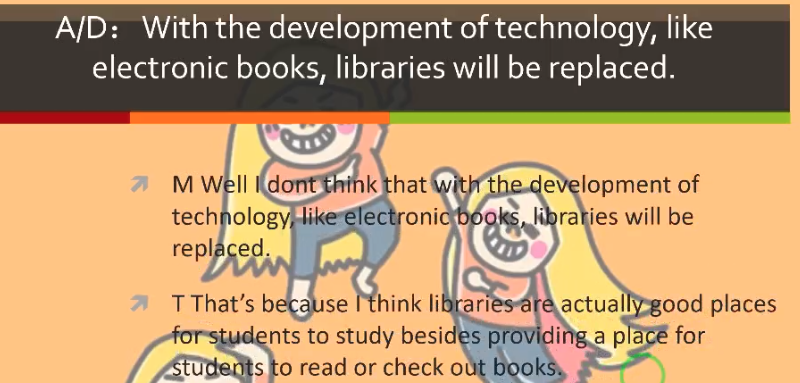 A/D： With the development of technology, like
electronic books, libraries will be replaced.
M Well I dont think that with the development of
technology, like electronic books, libraries will be
replaced.
T That’s because I think libraries are actually good places
for students to study besides providing a place for
students to read or check out books.